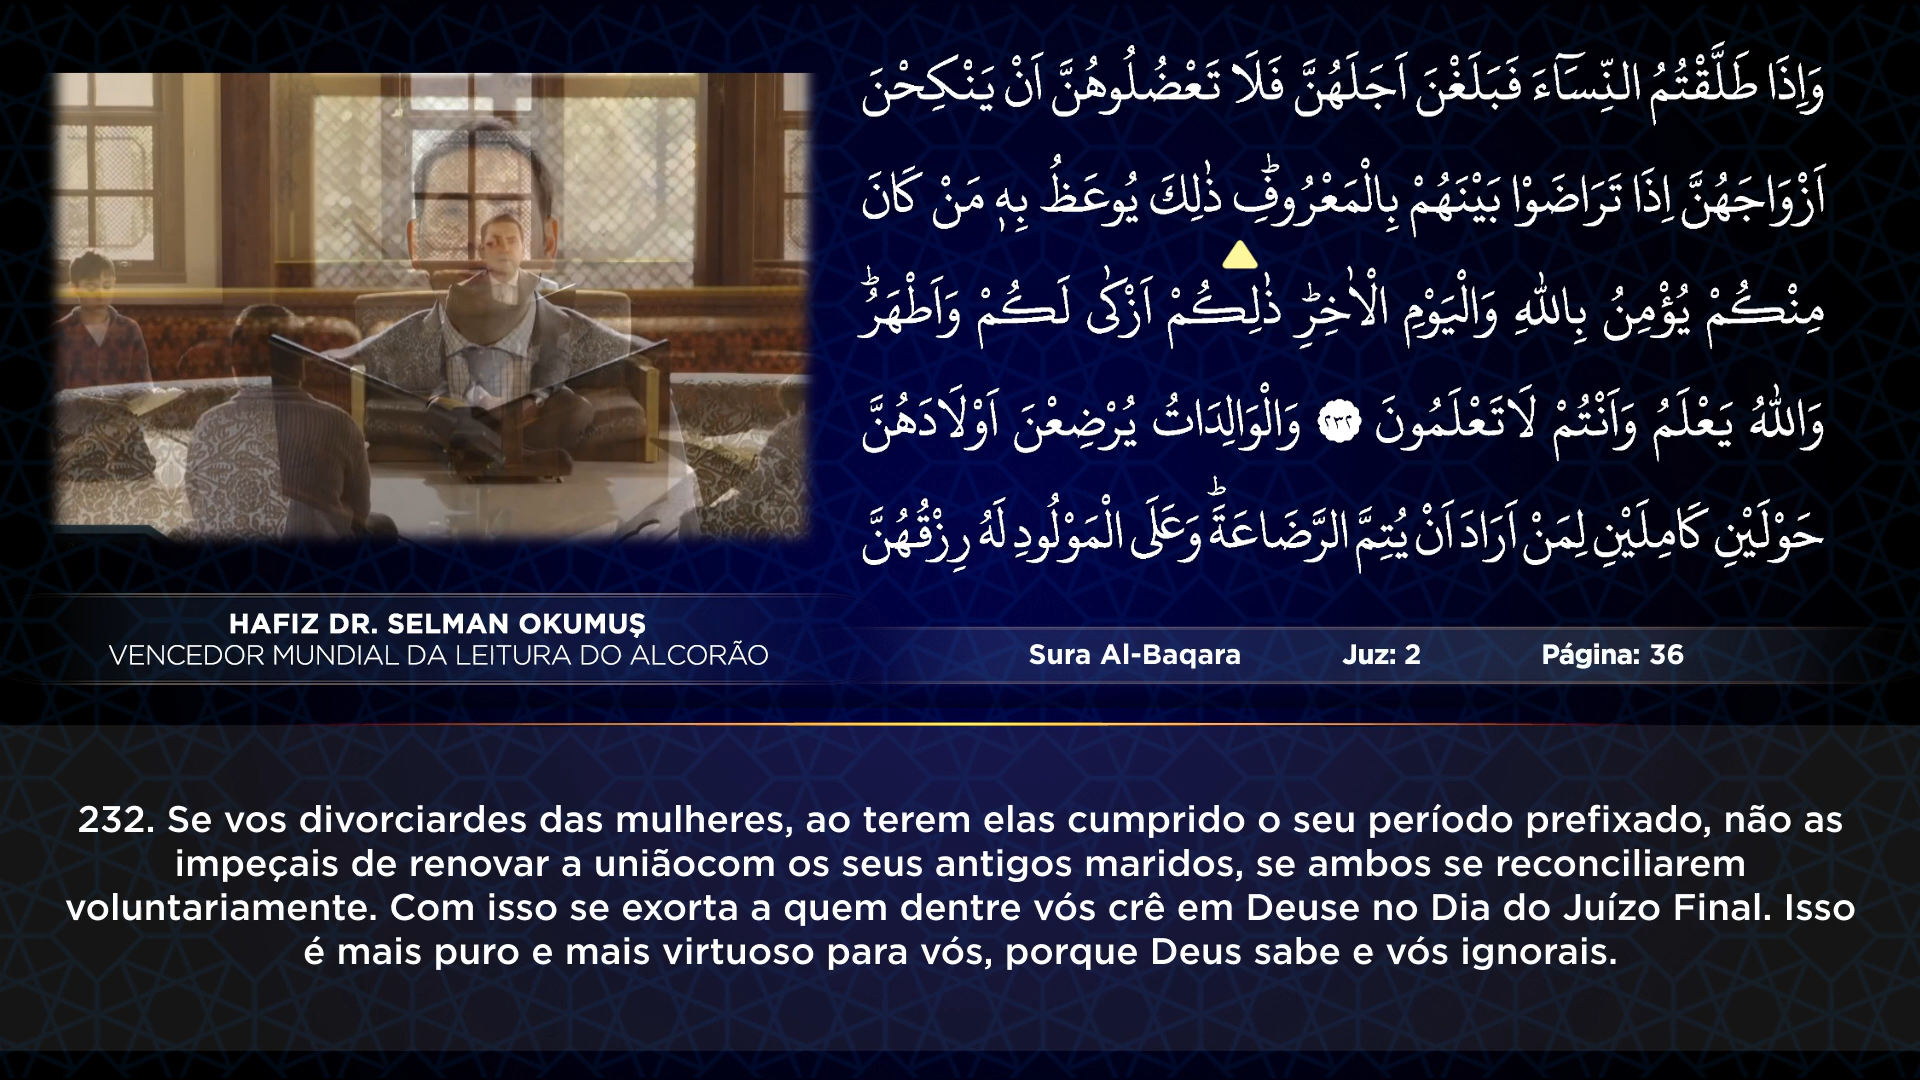 وَاِذَا طَلَّقْتُمُ النِّسَٓاءَ فَبَلَغْنَ اَجَلَهُنَّ فَلَا تَعْضُلُوهُنَّ اَنْ يَنْكِحْنَ
اَزْوَاجَهُنَّ اِذَا تَرَاضَوْا بَيْنَهُمْ بِالْمَعْرُوفِۜ ذٰلِكَ يُوعَظُ بِهٖ مَنْ كَانَ
مِنْكُمْ يُؤْمِنُ بِاللّٰهِ وَالْيَوْمِ الْاٰخِرِۜ ذٰلِكُمْ اَزْكٰى لَكُمْ وَاَطْهَرُۜ
وَاللّٰهُ يَعْلَمُ وَاَنْتُمْ لَا تَعْلَمُونَ ﴿٢٣٢﴾ وَالْوَالِدَاتُ يُرْضِعْنَ اَوْلَادَهُنَّ
حَوْلَيْنِ كَامِلَيْنِ لِمَنْ اَرَادَ اَنْ يُتِمَّ الرَّضَاعَةَۜ وَعَلَى الْمَوْلُودِ لَهُ رِزْقُهُنَّ
HAFIZ DR. SELMAN OKUMUŞ
VENCEDOR MUNDIAL DA LEITURA DO ALCORÃO
Sura Al-Baqara Juz: 2 Página: 36
232. Se vos divorciardes das mulheres, ao terem elas cumprido o seu período prefixado, não as
impeçais de renovar a uniãocom os seus antigos maridos, se ambos se reconciliarem
voluntariamente. Com isso se exorta a quem dentre vós crê em Deuse no Dia do Juízo Final. Isso
é mais puro e mais virtuoso para vós, porque Deus sabe e vós ignorais.